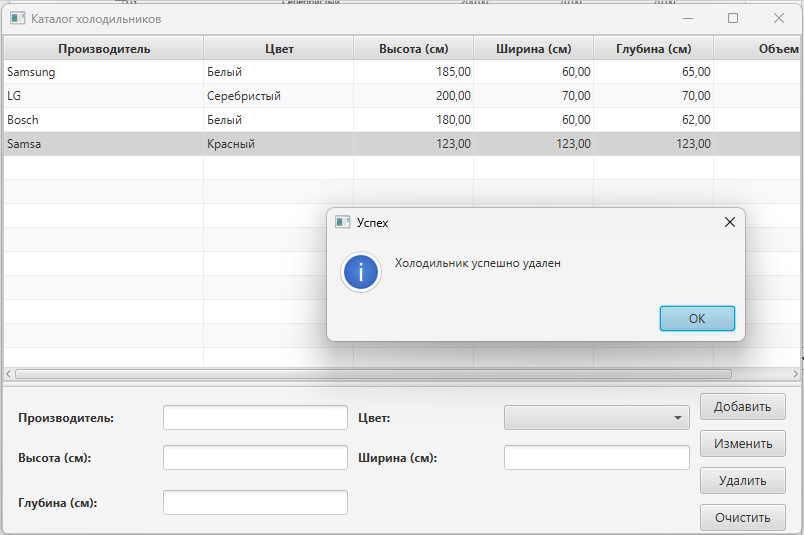 Каталог холодильников
Производитель Цвет Высота (см) Ширина (см) Глубина (см) Объем
Samsung Белый 185,00 60,00 65,00
LG Серебристый 200,00 70,00 70,00
Bosch Белый 180,00 60,00 62,00
Samsa Красный 123,00 123,00 123,00
Успех
Холодильник успешно удален
ОК
Производитель: Цвет: Добавить
Высота (см): Ширина (см): Изменить
Глубина (см): Удалить
Очистить